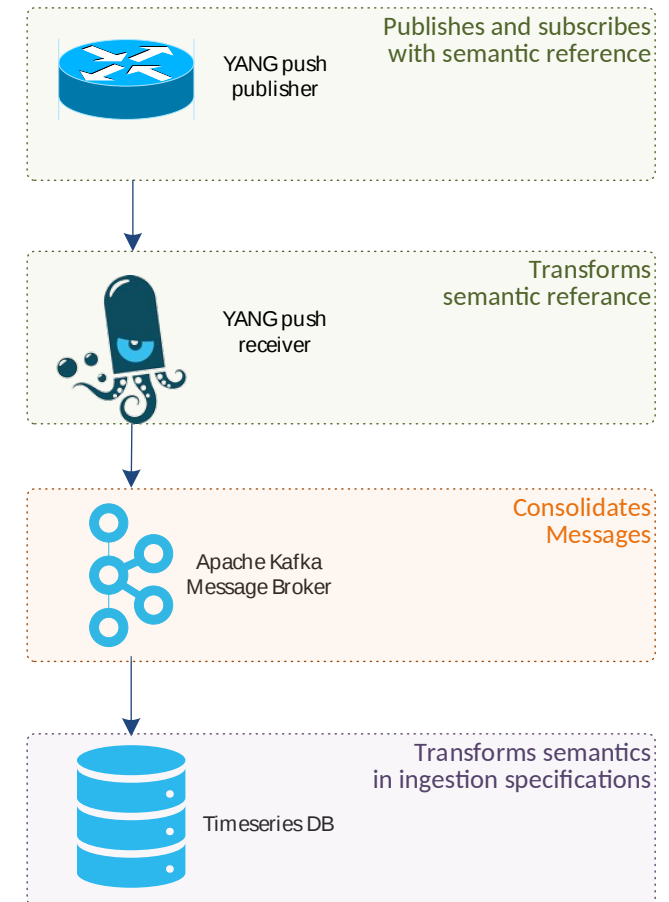 Publishes and subscribes
with semantic reference
YANG push
publisher
Transforms
semantic referance
YANG push
receiver
Consolidates
Messages
Apache Kafka
Message Broker
Transforms semantics
in ingestion specifications
Timeseries DB